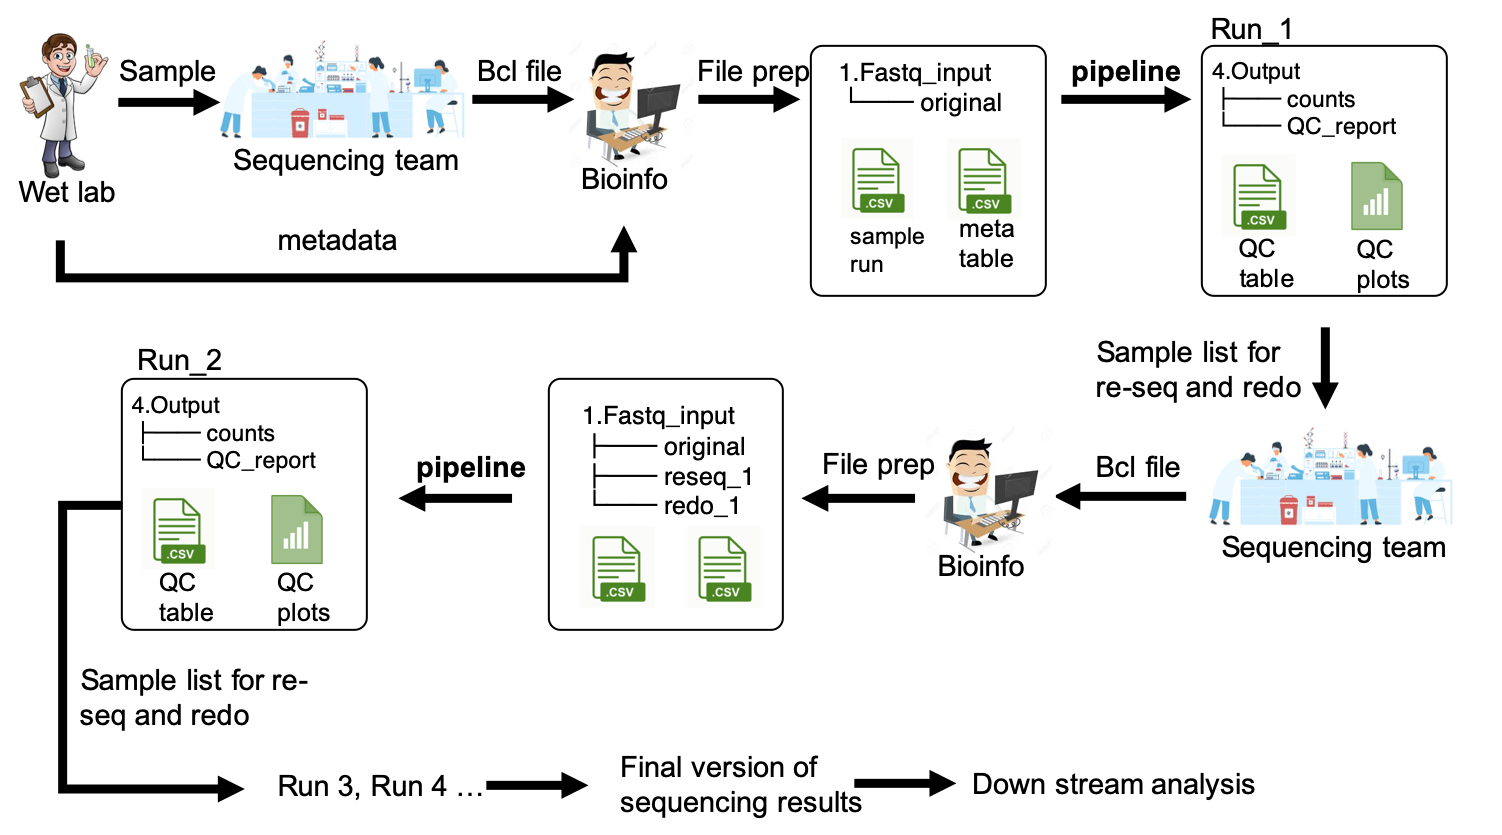 Run_1
Sample
Bcl file
File prep
1.Fastq_input
original
pipeline
4.Output
counts
QC_report
Wet lab
Sequencing team
Bioinfo
.CSV
sample
run
.CSV
meta
table
.CSV
QC
table
QC
plots
metadata
Sample list for
re-seq and redo
Sequencing team
Bcl file
Bioinfo
File prep
1.Fastq_input
original
reseq_1
redo_1
.CSV
.CSV
pipeline
Run_2
4.Output
counts
QC_report
.CSV
QC
table
QC
plots
Sample list for re-
seq and redo
Run 3, Run 4 ...
Final version of
sequencing results
Down stream analysis